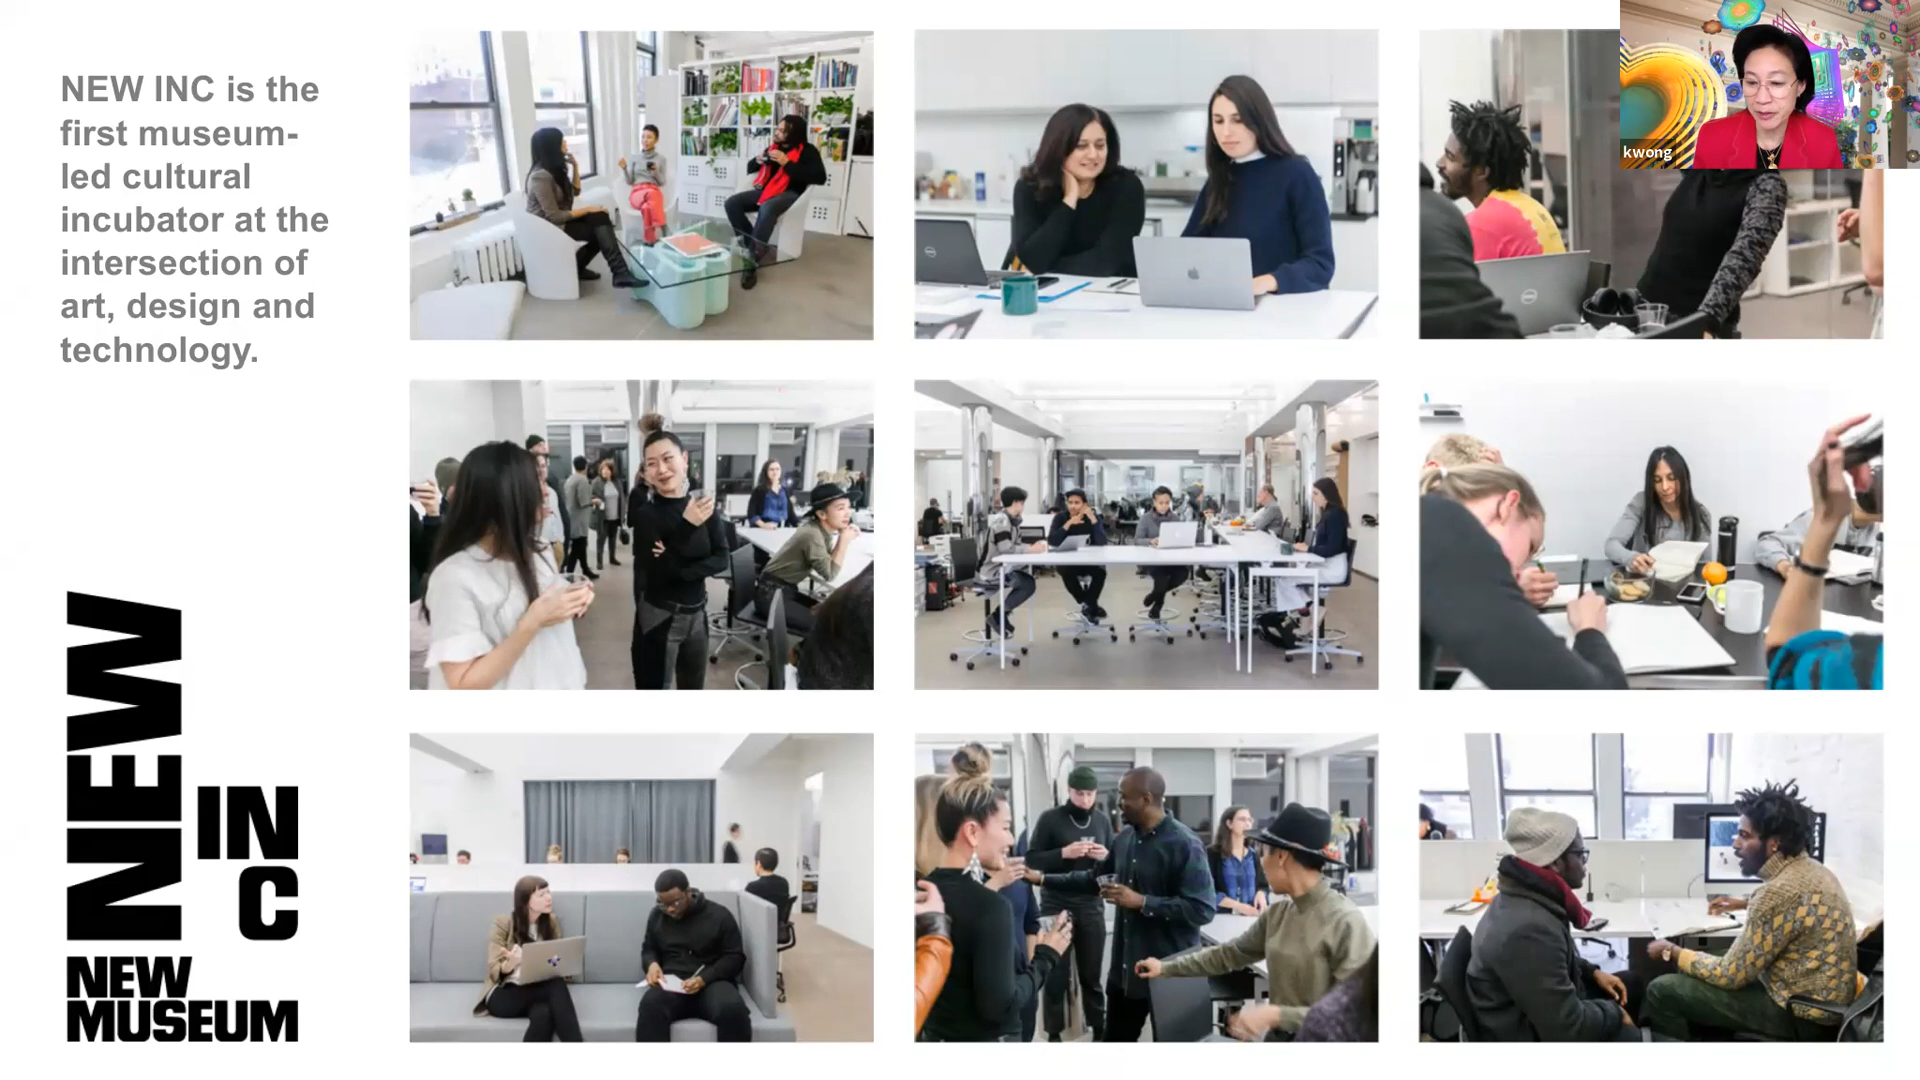 NEW INC is the
first museum-
led cultural
incubator at the
intersection of
art, design and
technology.
kwong
NEW
IN
C
NEW
MUSEUM